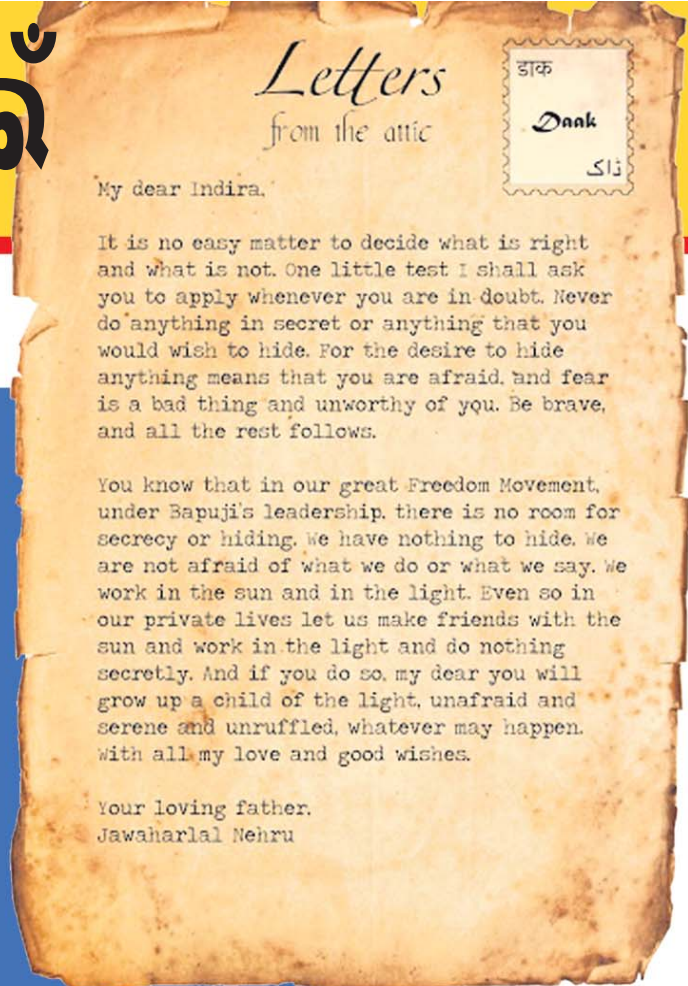 Letters
from the attic
डाक
Daak
ڈاک
My dear Indira,
It is no easy matter to decide what is right
and what is not. One little test I shall ask
you to apply whenever you are in doubt. Never
do anything in secret or anything that you
would wish to hide. For the desire to hide
anything means that you are afraid, and fear
is a bad thing and unworthy of you. Be brave,
and all the rest follows.
You know that in our great Freedom Movement,
under Bapuji's leadership, there is no room for
secrecy or hiding. We have nothing to hide. We
are not afraid of what we do or what we say. We
work in the sun and in the light. Even so in
our private lives let us make friends with the
sun and work in the light and do nothing
secretly. And if you do so, my dear you will
grow up a child of the light, unafraid and
serene and unruffled, whatever may happen.
With all my love and good wishes.
Your loving father,
Jawaharlal Nehru